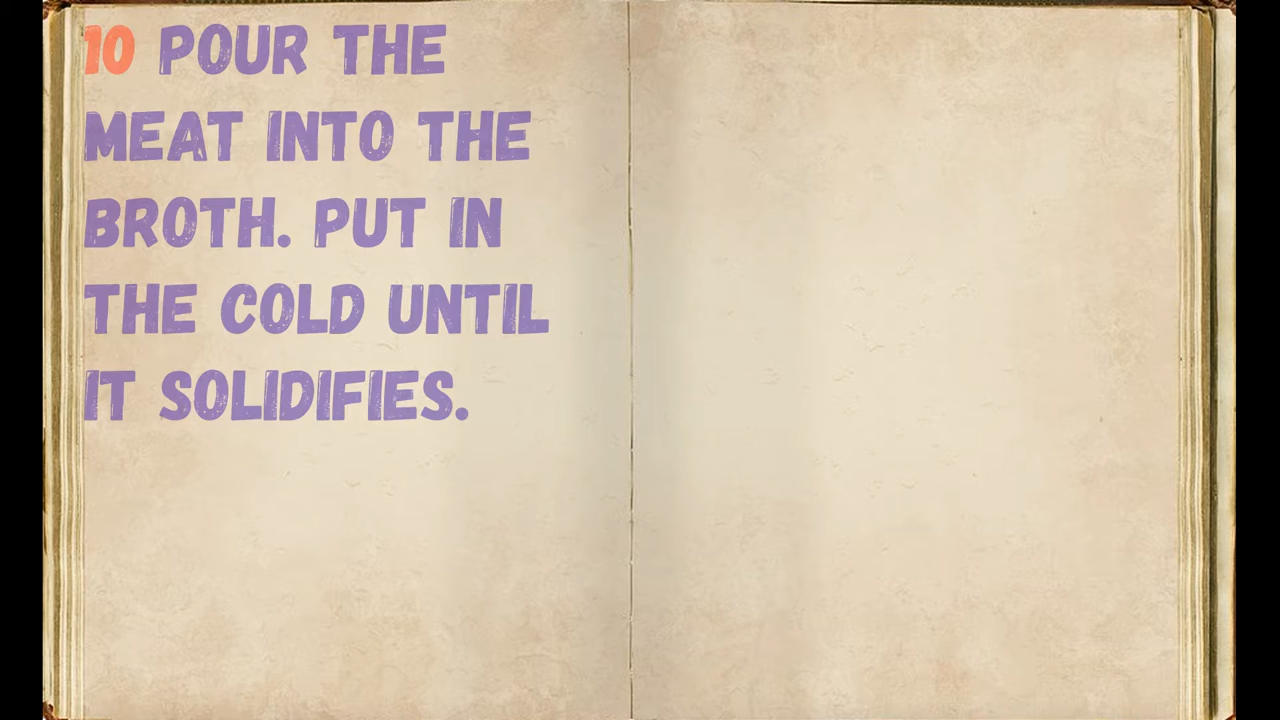 10 POUR THE
MEAT INTO THE
BROTH. PUT IN
THE COLD UNTIL
IT SOLIDIFIES.